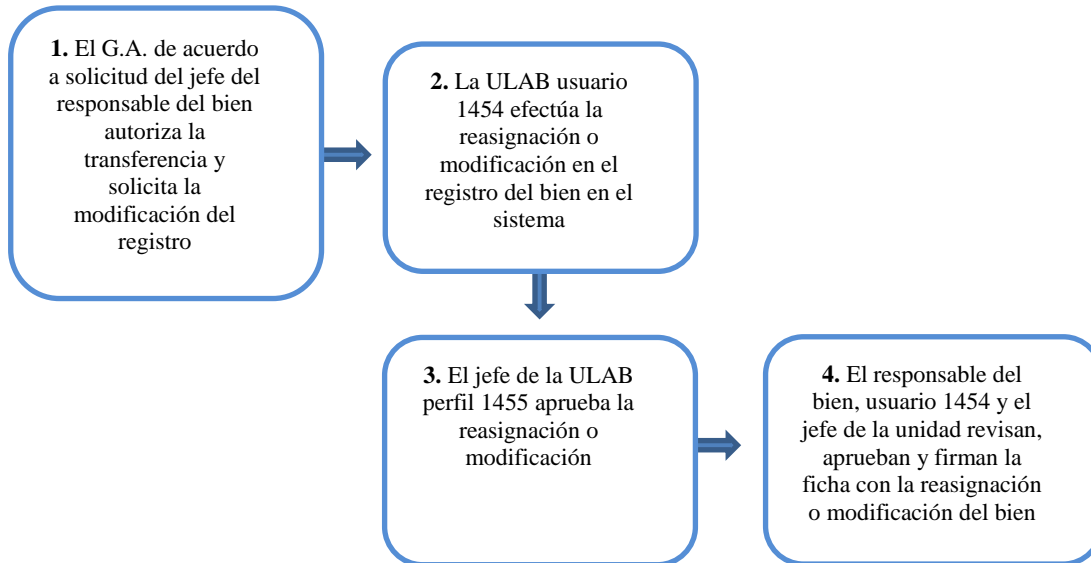 1. El G.A. de acuerdo
a solicitud del jefe del
responsable del bien
autoriza la
transferencia y
solicita la
modificación del
registro
2. La ULAB usuario
1454 efectúa la
reasignación o
modificación en el
registro del bien en el
sistema
3. El jefe de la ULAB
perfil 1455 aprueba la
reasignación o
modificación
4. El responsable del
bien, usuario 1454 y el
jefe de la unidad revisan,
aprueban y firman la
ficha con la reasignación
o modificación del bien